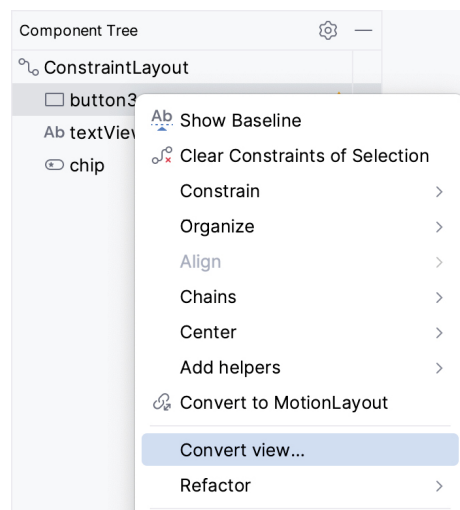 Component Tree
ConstraintLayout
button3
Ab textView
chip
Ab Show Baseline
Clear Constraints of Selection
Constrain
Organize
Align
Chains
Center
Add helpers
Convert to MotionLayout
Convert view...
Refactor